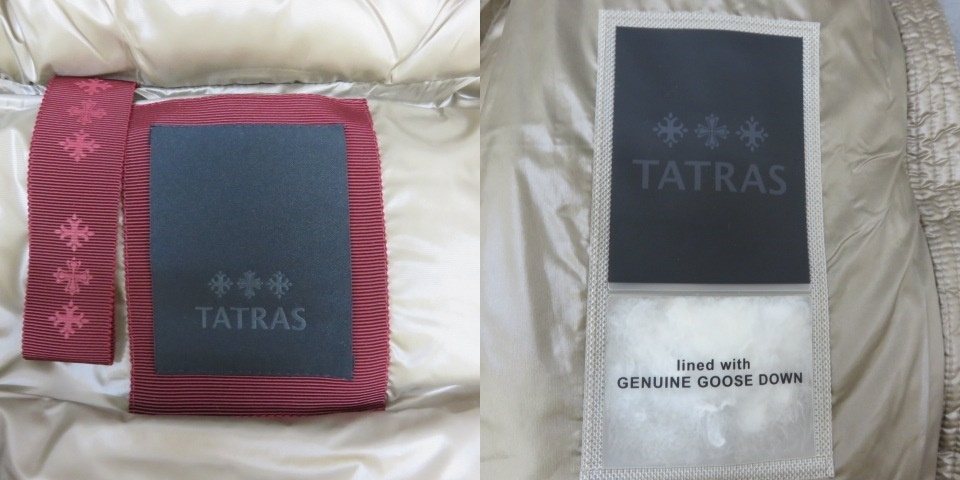 TATRAS
TATRAS
lined with
GENUINE GOOSE DOWN